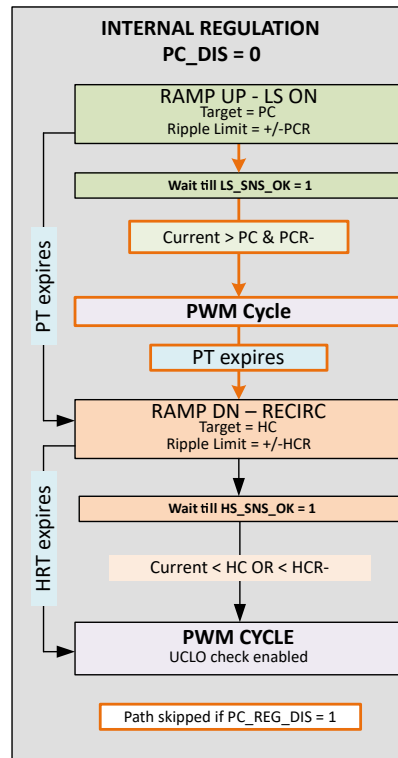 INTERNAL REGULATION
PC_DIS = 0
RAMP UP - LS ON
Target = PC
Ripple Limit = +/-PCR
Wait till LS_SNS_OK = 1
Current > PC & PCR-
PT expires
PWM Cycle
PT expires
RAMP DN – RECIRC
Target = HC
Ripple Limit = +/-HCR
Wait till HS_SNS_OK = 1
HRT expires
Current < HC OR < HCR-
PWM CYCLE
UCLO check enabled
Path skipped if PC_REG_DIS = 1